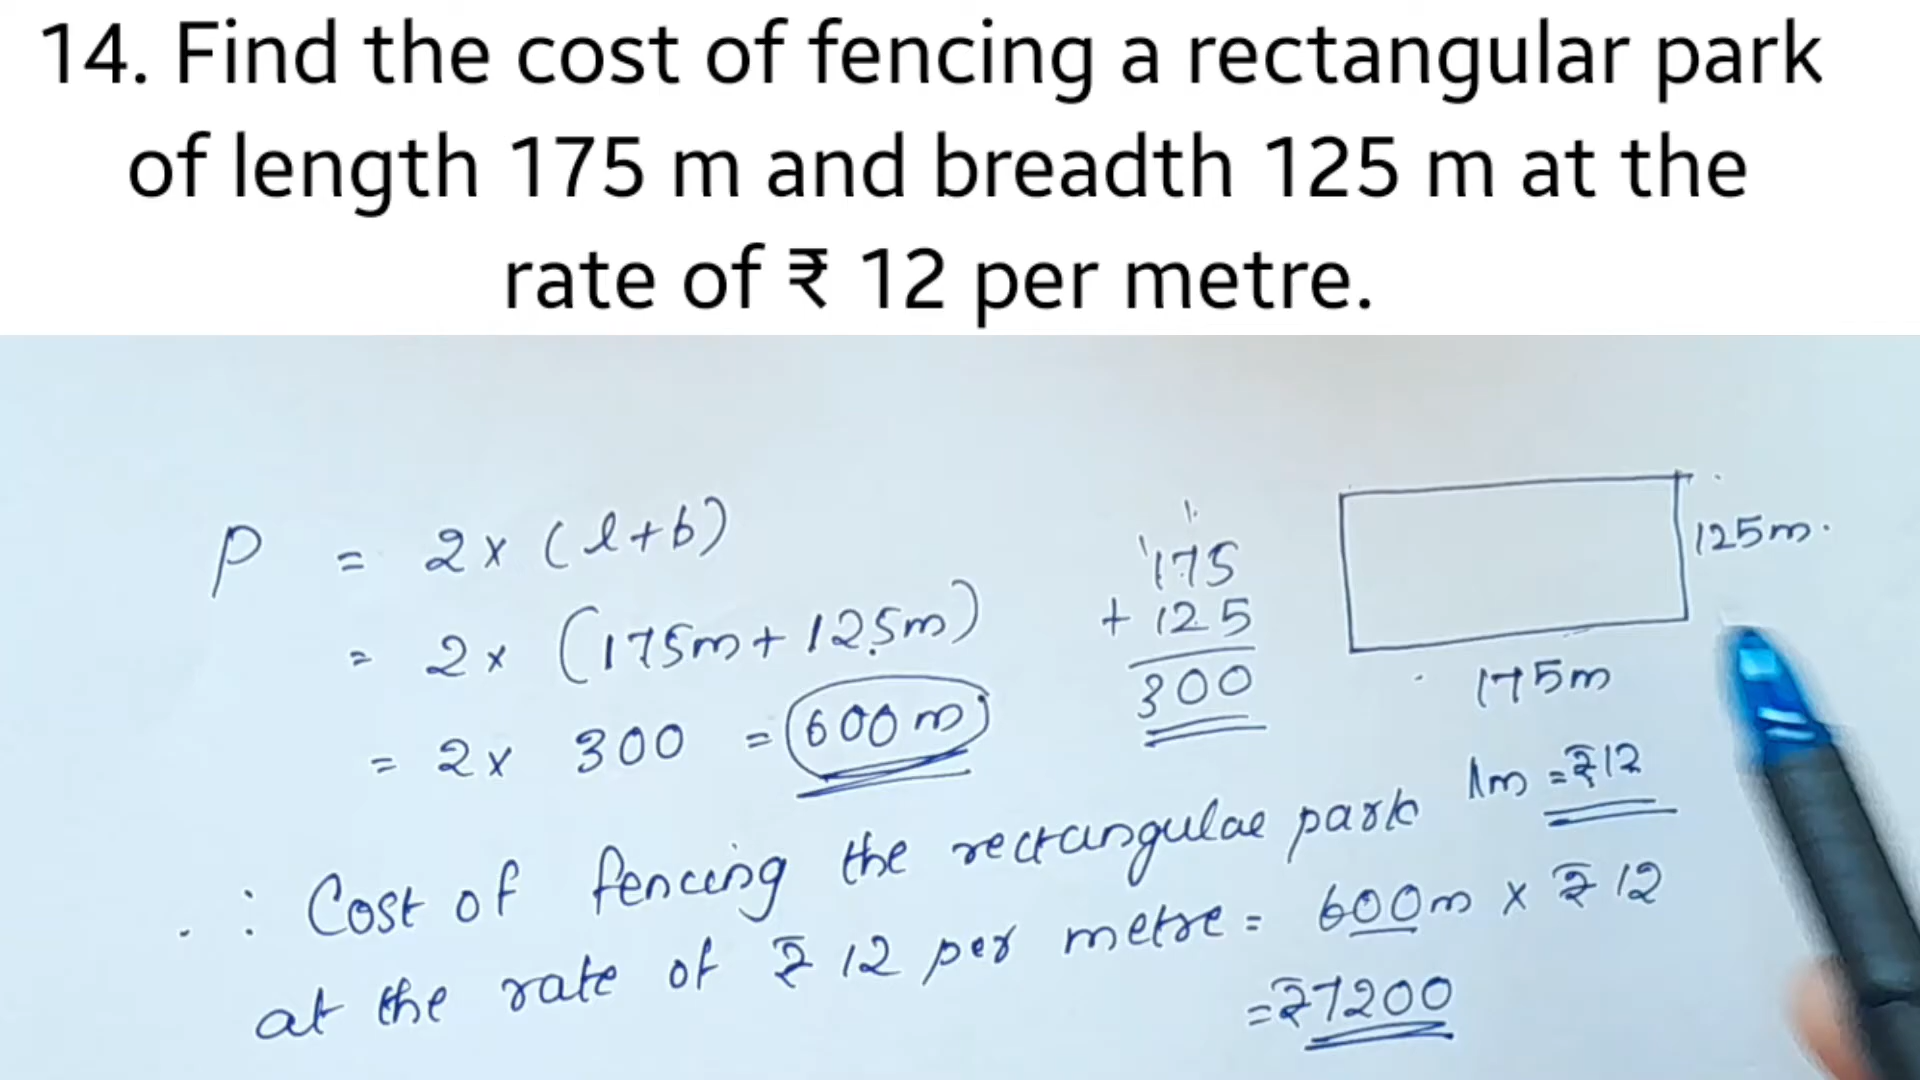 14. Find the cost of fencing a rectangular park
of length 175 m and breadth 125 m at the
rate of ₹ 12 per metre.
P = 2 x (l+b)
= 2 x (175m + 125m)
= 2 x 300 = 600 m
1 1
175
+ 125
300
125m
175m
1m = ₹12
∴ Cost of fencing the rectangular park
at the rate of ₹ 12 per metre = 600m x ₹ 12
= ₹7200